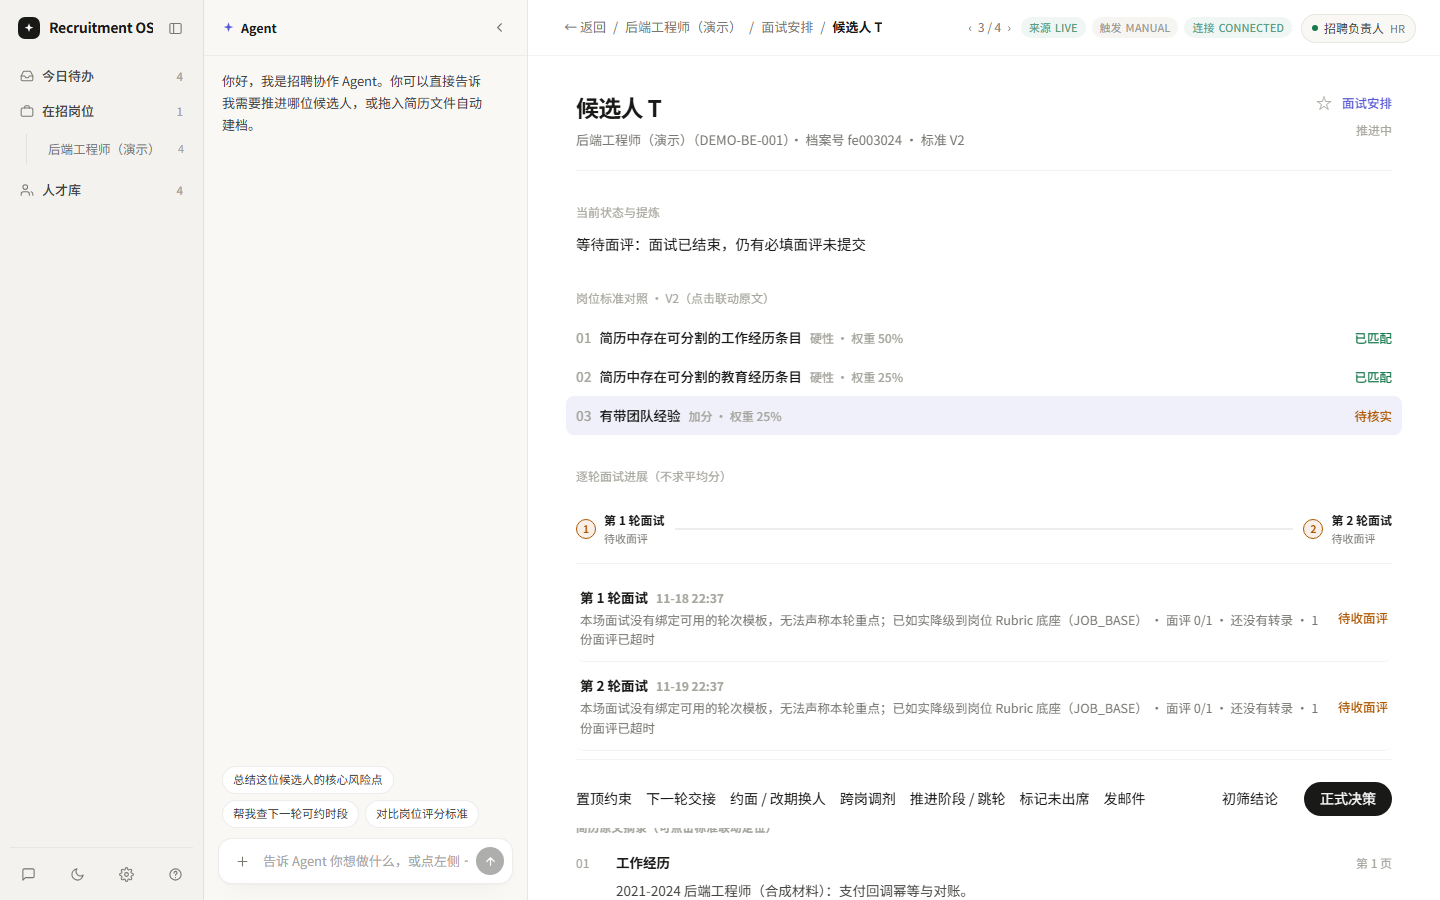 Recruitment OS
今日待办 4
在招岗位 1
后端工程师（演示） 4
人才库 4
Agent
你好，我是招聘协作 Agent。你可以直接告诉
我需要推进哪位候选人，或拖入简历文件自动
建档。
总结这位候选人的核心风险点
帮我查下一轮可约时段
对比岗位评分标准
告诉 Agent 你想做什么，或点左侧
← 返回 / 后端工程师（演示） / 面试安排 / 候选人 T
‹ 3 / 4 ›
来源 LIVE
触发 MANUAL
连接 CONNECTED
招聘负责人 HR
候选人 T
面试安排
后端工程师（演示）（DEMO-BE-001）· 档案号 fe003024 · 标准 V2
推进中
当前状态与提炼
等待面评：面试已结束，仍有必填面评未提交
岗位标准对照 · V2（点击联动原文）
01 简历中存在可分割的工作经历条目 硬性 · 权重 50% 已匹配
02 简历中存在可分割的教育经历条目 硬性 · 权重 25% 已匹配
03 有带团队经验 加分 · 权重 25% 待核实
逐轮面试进展（不求平均分）
1 第 1 轮面试
待收面评
2 第 2 轮面试
待收面评
第 1 轮面试 11-18 22:37
本场面试没有绑定可用的轮次模板，无法声称本轮重点；已如实降级到岗位 Rubric 底座（JOB_BASE） · 面评 0/1 · 还没有转录 · 1
份面评已超时
待收面评
第 2 轮面试 11-19 22:37
本场面试没有绑定可用的轮次模板，无法声称本轮重点；已如实降级到岗位 Rubric 底座（JOB_BASE） · 面评 0/1 · 还没有转录 · 1
份面评已超时
待收面评
置顶约束 下一轮交接 约面 / 改期换人 跨岗调剂 推进阶段 / 跳轮 标记未出席 发邮件 初筛结论 正式决策
简历原文摘录（可点击标准联动定位）
01 工作经历 第 1 页
2021-2024 后端工程师（合成材料）：支付回调幂等与对账。